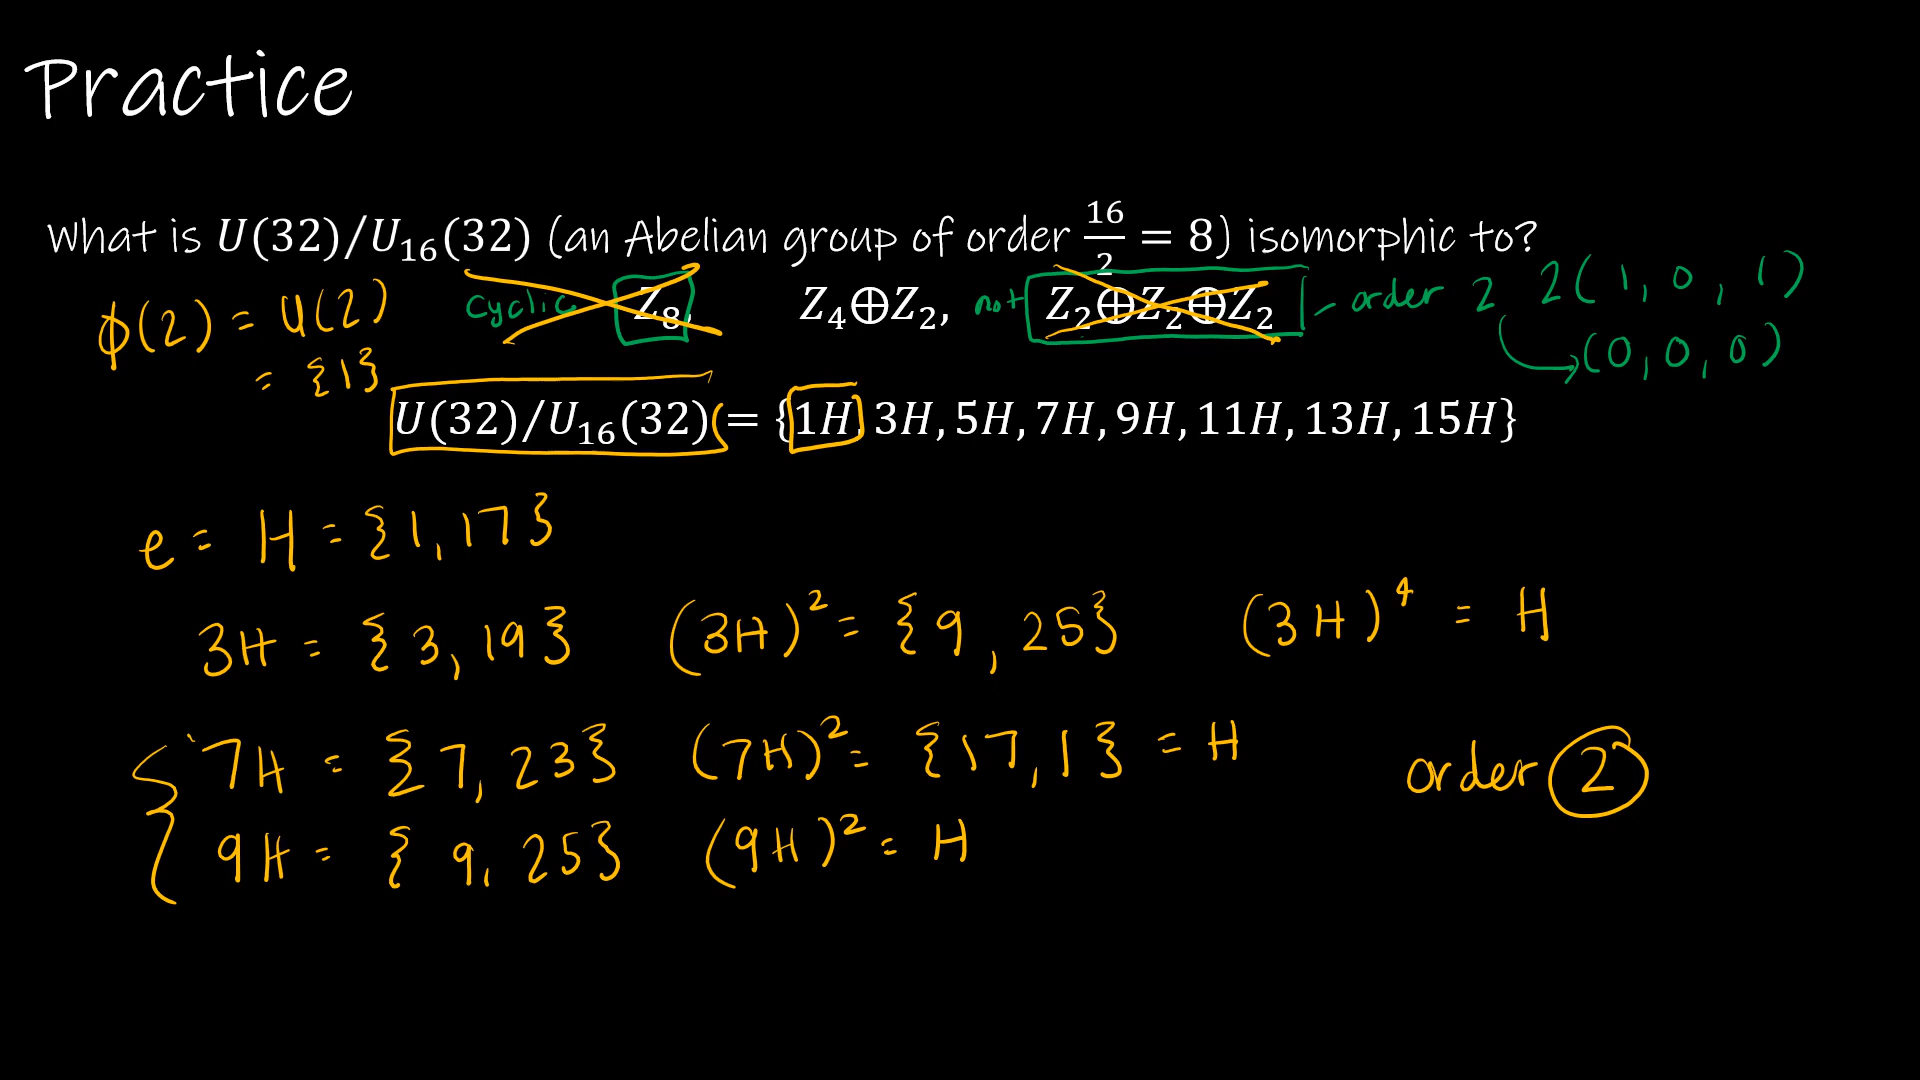 Practice
What is U(32)/U₁₆(32) (an Abelian group of order 16/2 = 8) isomorphic to?
ϕ(2) = U(2)
= {1}
cyclic Z₈, Z₄⊕Z₂, not Z₂⊕Z₂⊕Z₂ - order 2 2(1, 0, 1)
(0, 0, 0)
U(32)/U₁₆(32) = {1H, 3H, 5H, 7H, 9H, 11H, 13H, 15H}
e = H = {1, 17}
3H = {3, 19} (3H)² = {9, 25} (3H)⁴ = H
7H = {7, 23} (7H)² = {17, 1} = H order 2
9H = {9, 25} (9H)² = H